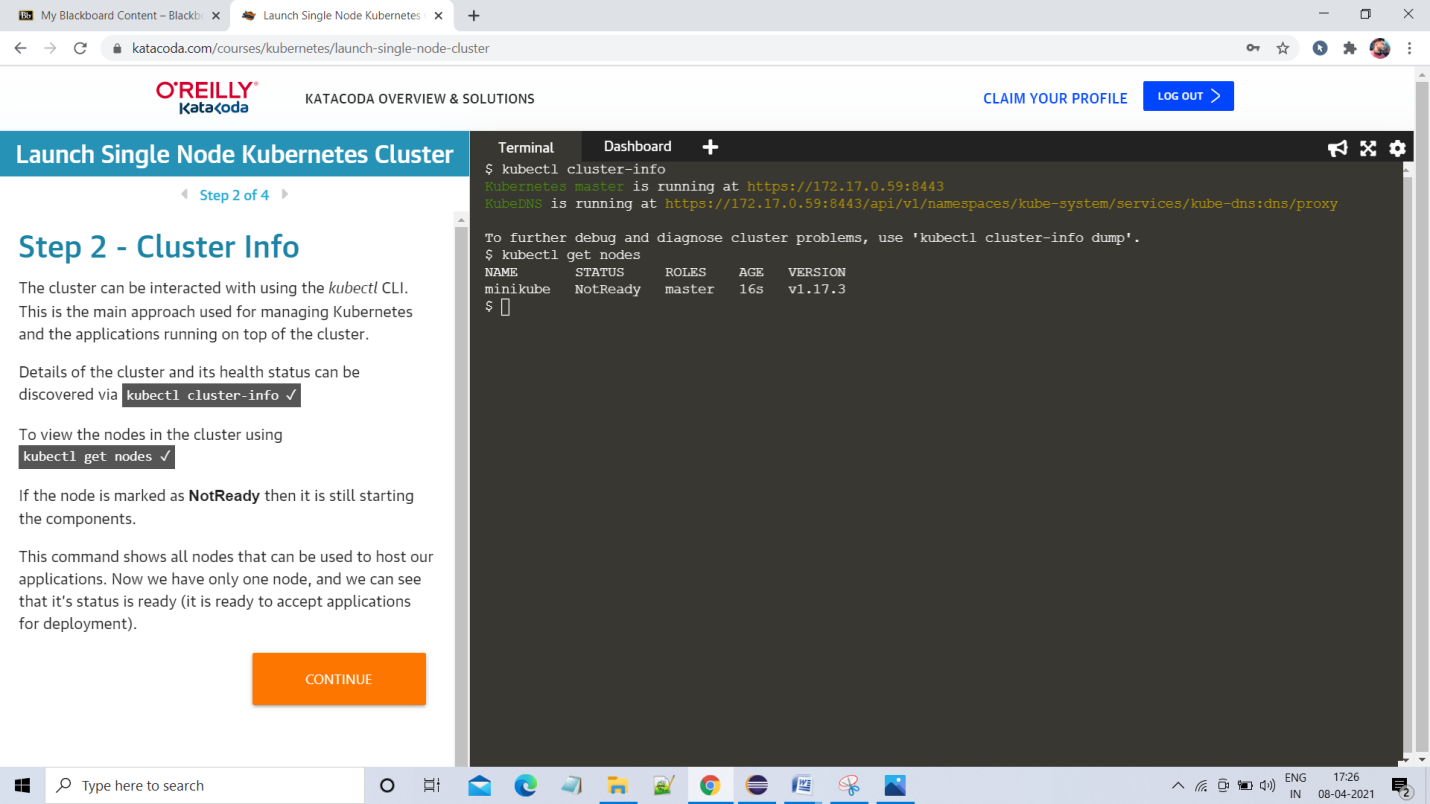 My Blackboard Content – Blackb
Launch Single Node Kubernetes
katacoda.com/courses/kubernetes/launch-single-node-cluster
O'REILLY®
Katacoda
KATACODA OVERVIEW & SOLUTIONS
CLAIM YOUR PROFILE
LOG OUT
Launch Single Node Kubernetes Cluster
Step 2 of 4
Step 2 - Cluster Info
The cluster can be interacted with using the kubectl CLI.
This is the main approach used for managing Kubernetes
and the applications running on top of the cluster.
Details of the cluster and its health status can be
discovered via kubectl cluster-info ✓
To view the nodes in the cluster using
kubectl get nodes ✓
If the node is marked as NotReady then it is still starting
the components.
This command shows all nodes that can be used to host our
applications. Now we have only one node, and we can see
that it's status is ready (it is ready to accept applications
for deployment).
CONTINUE
Terminal Dashboard +
$ kubectl cluster-info
Kubernetes master is running at https://172.17.0.59:8443
KubeDNS is running at https://172.17.0.59:8443/api/v1/namespaces/kube-system/services/kube-dns:dns/proxy
To further debug and diagnose cluster problems, use 'kubectl cluster-info dump'.
$ kubectl get nodes
NAME STATUS ROLES AGE VERSION
minikube NotReady master 16s v1.17.3
$
Type here to search
ENG
IN
17:26
08-04-2021
2